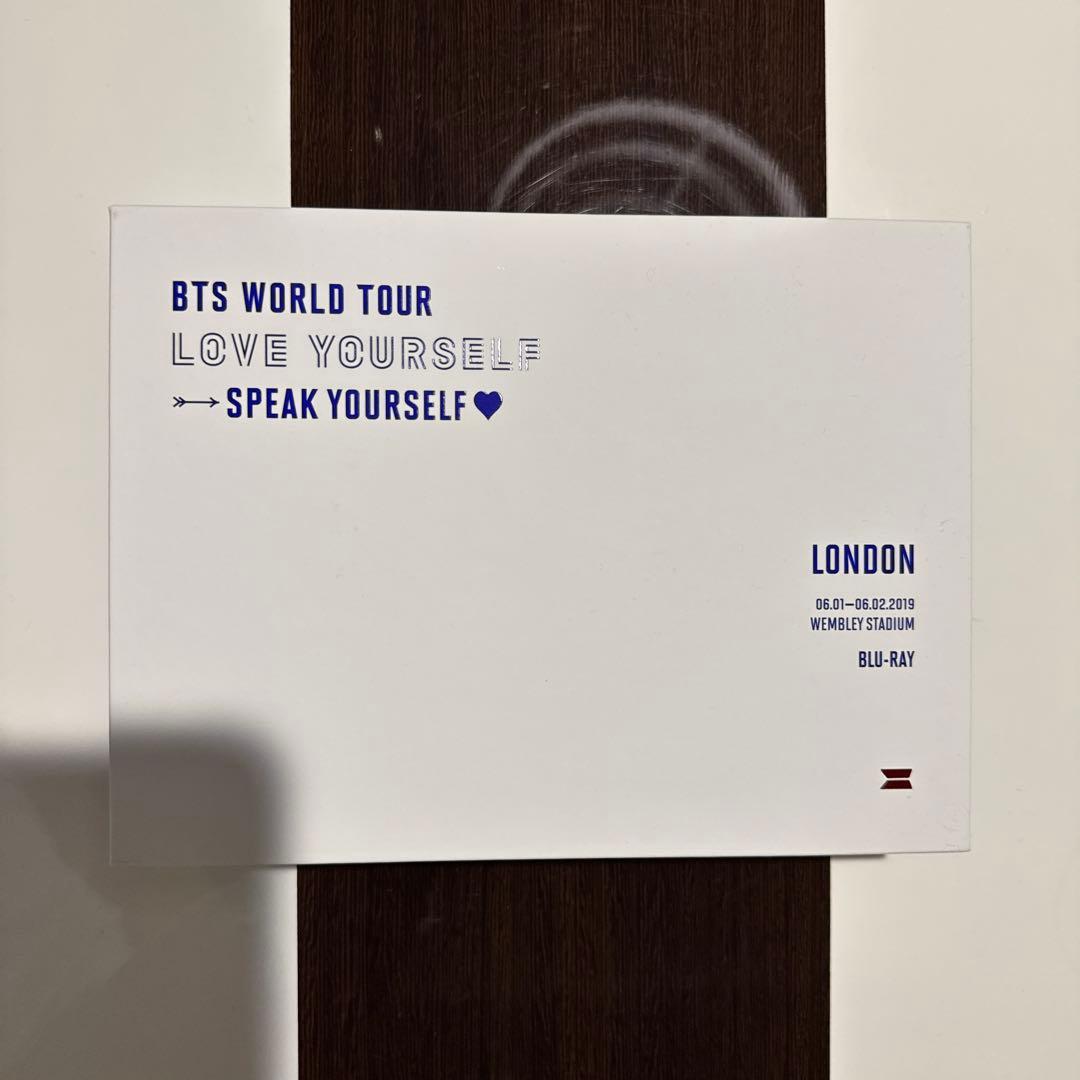 BTS WORLD TOUR
LOVE YOURSELF
SPEAK YOURSELF
LONDON
06.01—06.02.2019
WEMBLEY STADIUM
BLU-RAY